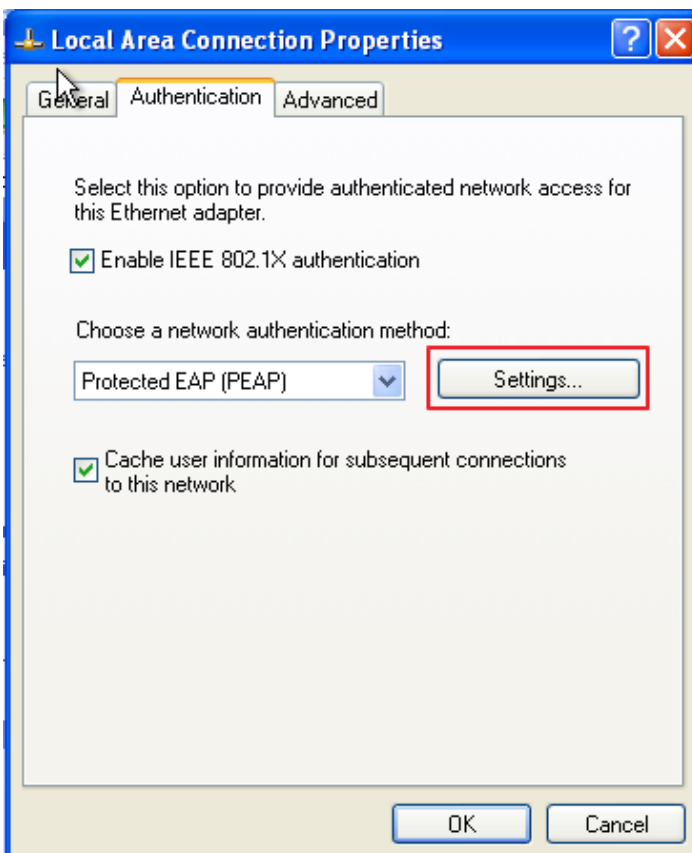 Local Area Connection Properties
General Authentication Advanced
Select this option to provide authenticated network access for
this Ethernet adapter.
Enable IEEE 802.1X authentication
Choose a network authentication method:
Protected EAP (PEAP) Settings...
Cache user information for subsequent connections
to this network
OK Cancel